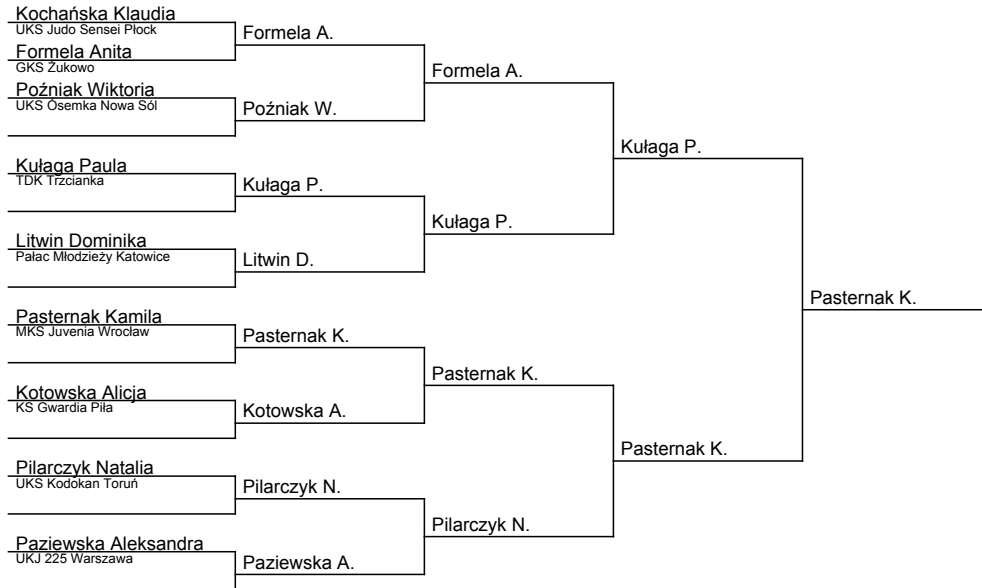 Kochańska Klaudia
UKS Judo Sensei Płock
Formela A.
Formela Anita
GKS Żukowo
Formela A.
Poźniak Wiktoria
UKS Ósemka Nowa Sól
Poźniak W.
Kułaga P.
Kułaga Paula
TDK Trzcianka
Kułaga P.
Kułaga P.
Litwin Dominika
Pałac Młodzieży Katowice
Litwin D.
Pasternak K.
Pasternak Kamila
MKS Juvenia Wrocław
Pasternak K.
Pasternak K.
Kotowska Alicja
KS Gwardia Piła
Kotowska A.
Pasternak K.
Pilarczyk Natalia
UKS Kodokan Toruń
Pilarczyk N.
Pilarczyk N.
Paziewska Aleksandra
UKJ 225 Warszawa
Paziewska A.